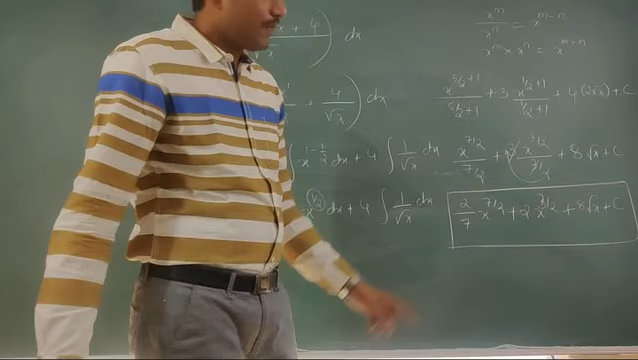 x + 4 ) dx
√x
x^m / x^n = x^(m-n)
x^m × x^n = x^(m+n)
+ 4/√x ) dx
x^(5/2+1) / (5/2+1) + 3 x^(1/2+1) / (1/2+1) + 4(2√x) + C
∫ x^(1-1/2) dx + 4 ∫ 1/√x dx
x^(7/2) / (7/2) + 3 x^(3/2) / (3/2) + 8√x + C
x^(1/2) dx + 4 ∫ 1/√x dx
2/7 x^(7/2) + 2 x^(3/2) + 8√x + C